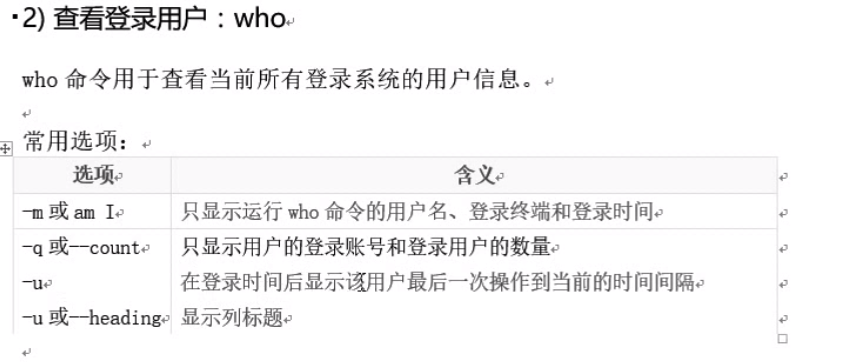 2) 查看登录用户：who
who 命令用于查看当前所有登录系统的用户信息。
常用选项：
选项 含义
-m 或 am I 只显示运行 who 命令的用户名、登录终端和登录时间
-q 或--count 只显示用户的登录账号和登录用户的数量
-u 在登录时间后显示该用户最后一次操作到当前的时间间隔
-u 或--heading 显示列标题